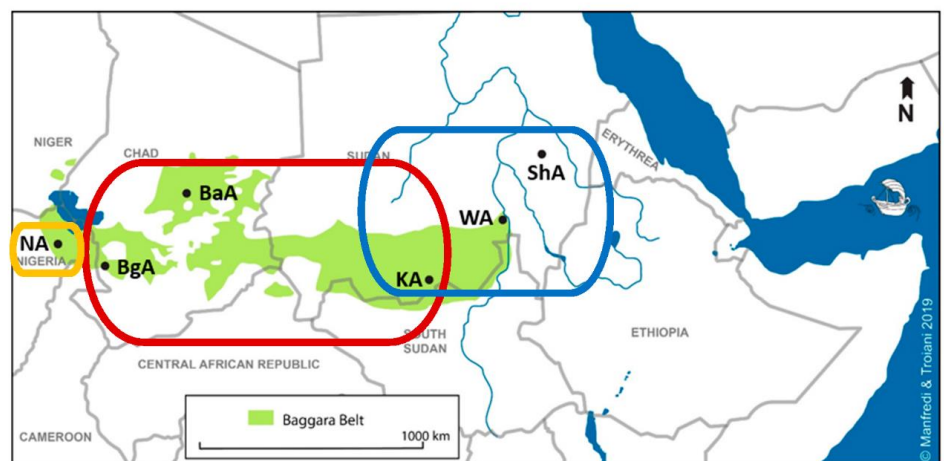 N
NIGER
CHAD
SUDAN
ERYTHREA
BaA
ShA
WA
NA
NIGERIA
BgA
KA
SOUTH
SUDAN
ETHIOPIA
CENTRAL AFRICAN REPUBLIC
CAMEROON
Baggara Belt
1000 km
© Manfredi & Troiani 2019